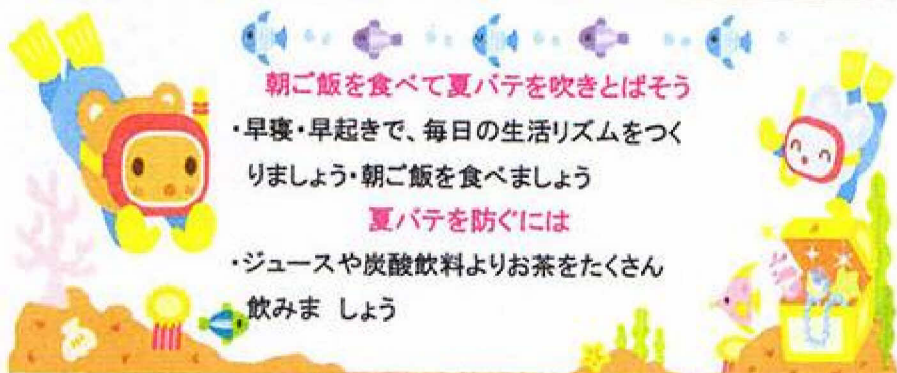 朝ご飯を食べて夏バテを吹きとばそう
・早寝・早起きで、毎日の生活リズムをつく
りましょう・朝ご飯を食べましょう
夏バテを防ぐには
・ジュースや炭酸飲料よりお茶をたくさん
飲みま しょう